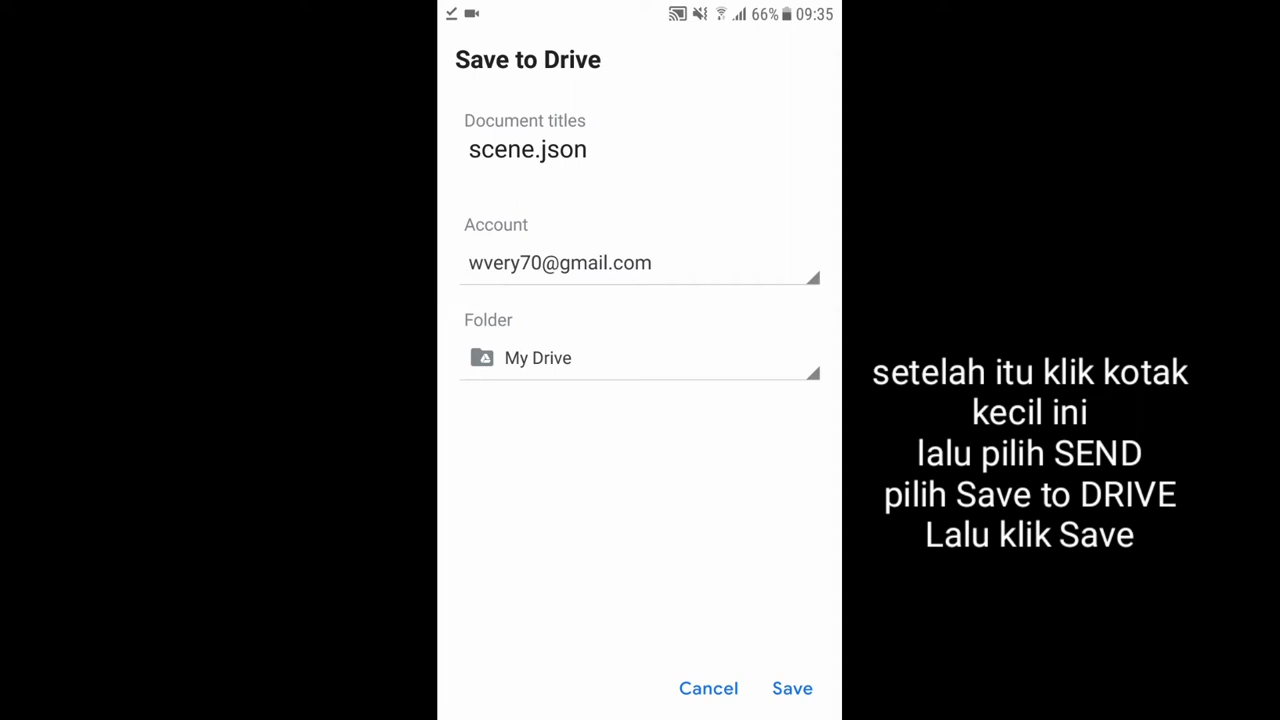 66% 09:35
Save to Drive
Document titles
scene.json
Account
wvery70@gmail.com
Folder
My Drive
setelah itu klik kotak
kecil ini
lalu pilih SEND
pilih Save to DRIVE
Lalu klik Save
Cancel Save